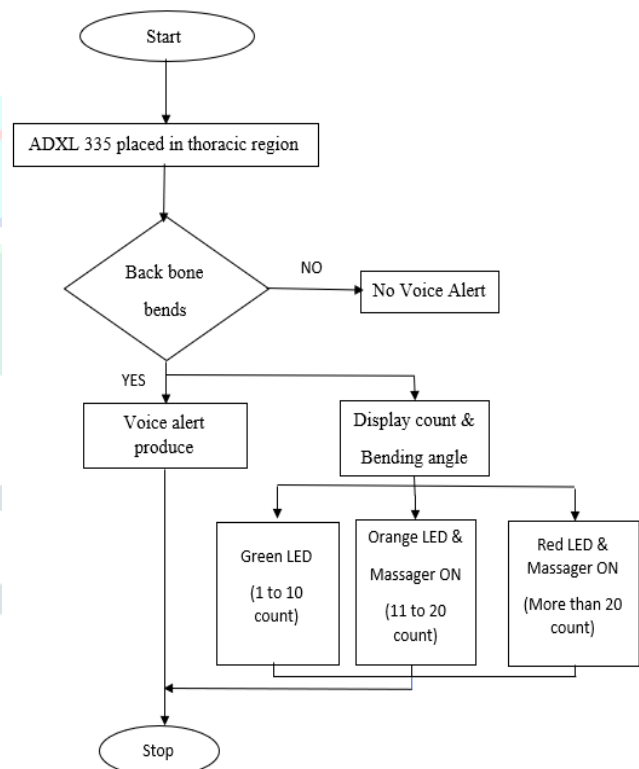 Start
ADXL 335 placed in thoracic region
Back bone
bends
NO
No Voice Alert
YES
Voice alert
produce
Display count &
Bending angle
Green LED
(1 to 10
count)
Orange LED &
Massager ON
(11 to 20
count)
Red LED &
Massager ON
(More than 20
count)
Stop